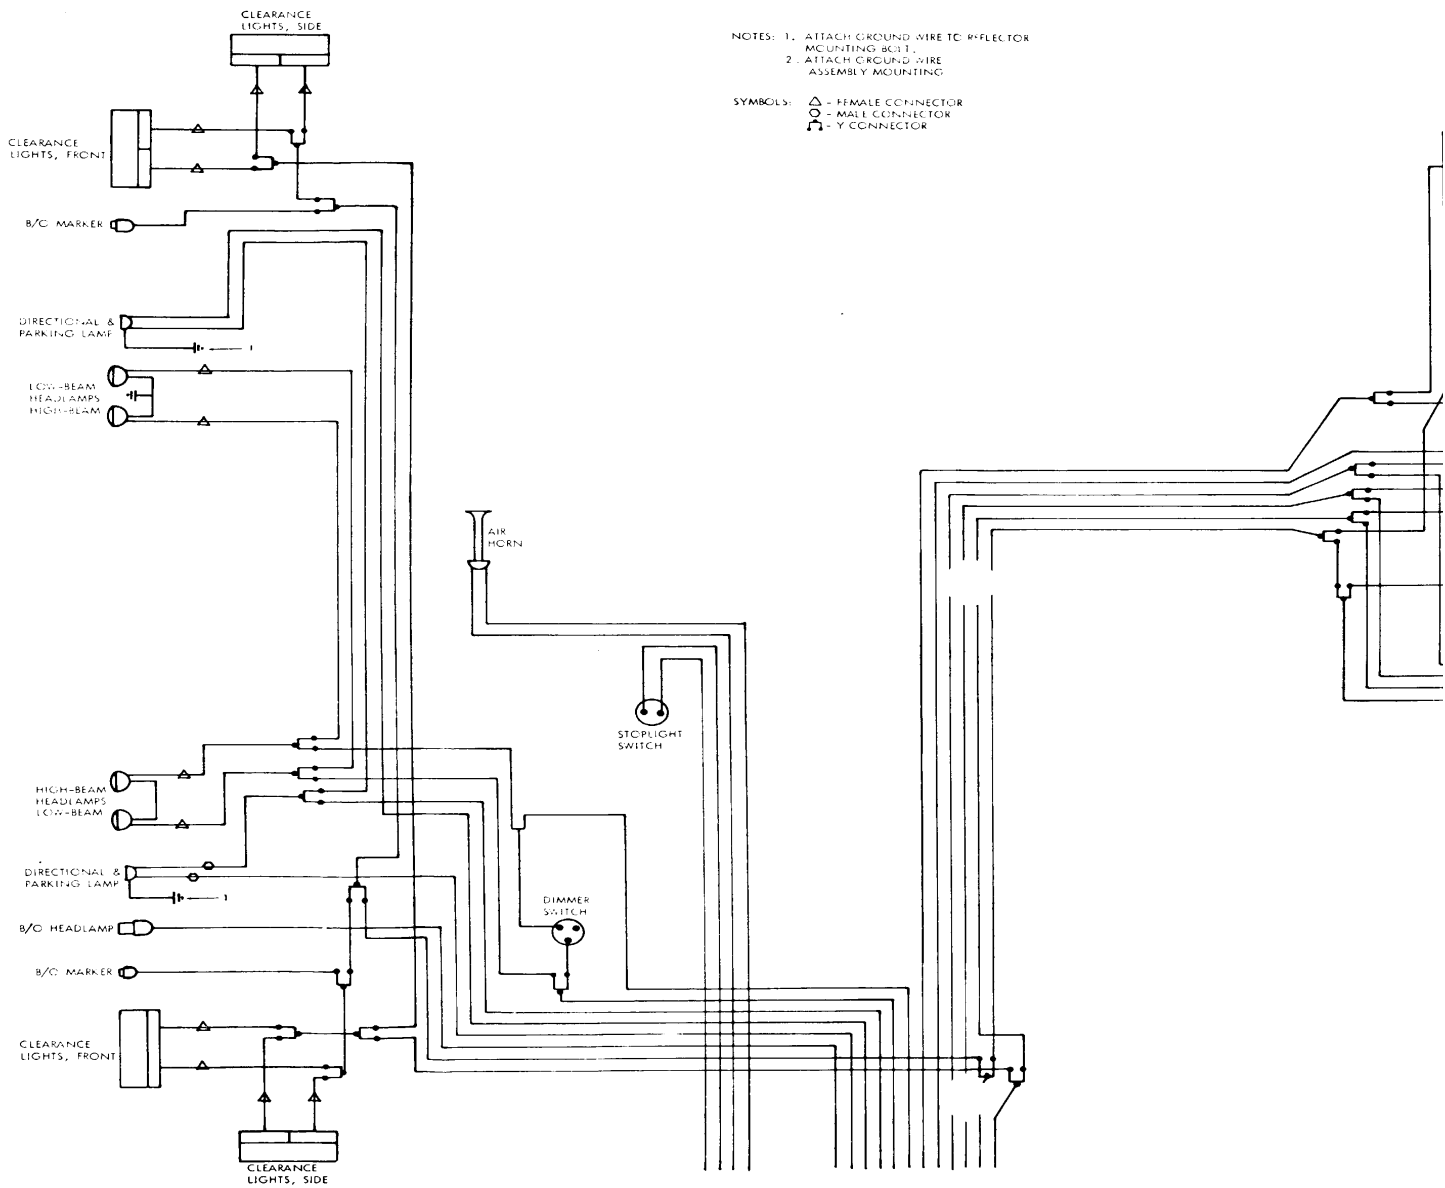 CLEARANCE
LIGHTS, SIDE
NOTES: 1. ATTACH GROUND WIRE TO REFLECTOR
MOUNTING BOLT.
2. ATTACH GROUND WIRE
ASSEMBLY MOUNTING
SYMBOLS: △ - FEMALE CONNECTOR
- MALE CONNECTOR
- Y CONNECTOR
CLEARANCE
LIGHTS, FRONT
B/O MARKER
DIRECTIONAL &
PARKING LAMP
1
LOW-BEAM
HEADLAMPS
HIGH-BEAM
AIR
HORN
STOPLIGHT
SWITCH
HIGH-BEAM
HEADLAMPS
LOW-BEAM
DIRECTIONAL &
PARKING LAMP
1
DIMMER
SWITCH
B/O HEADLAMP
B/O MARKER
CLEARANCE
LIGHTS, FRONT
CLEARANCE
LIGHTS, SIDE